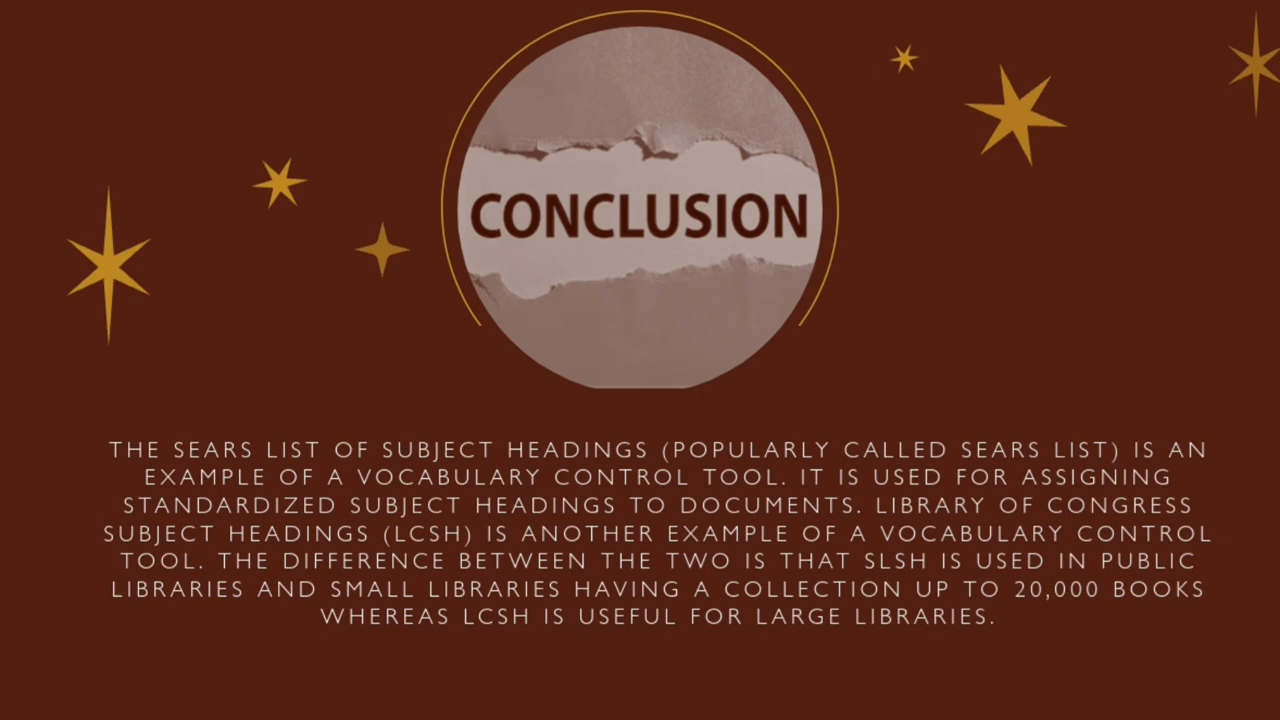 CONCLUSION
THE SEARS LIST OF SUBJECT HEADINGS (POPULARLY CALLED SEARS LIST) IS AN
EXAMPLE OF A VOCABULARY CONTROL TOOL. IT IS USED FOR ASSIGNING
STANDARDIZED SUBJECT HEADINGS TO DOCUMENTS. LIBRARY OF CONGRESS
SUBJECT HEADINGS (LCSH) IS ANOTHER EXAMPLE OF A VOCABULARY CONTROL
TOOL. THE DIFFERENCE BETWEEN THE TWO IS THAT SLSH IS USED IN PUBLIC
LIBRARIES AND SMALL LIBRARIES HAVING A COLLECTION UP TO 20,000 BOOKS
WHEREAS LCSH IS USEFUL FOR LARGE LIBRARIES.